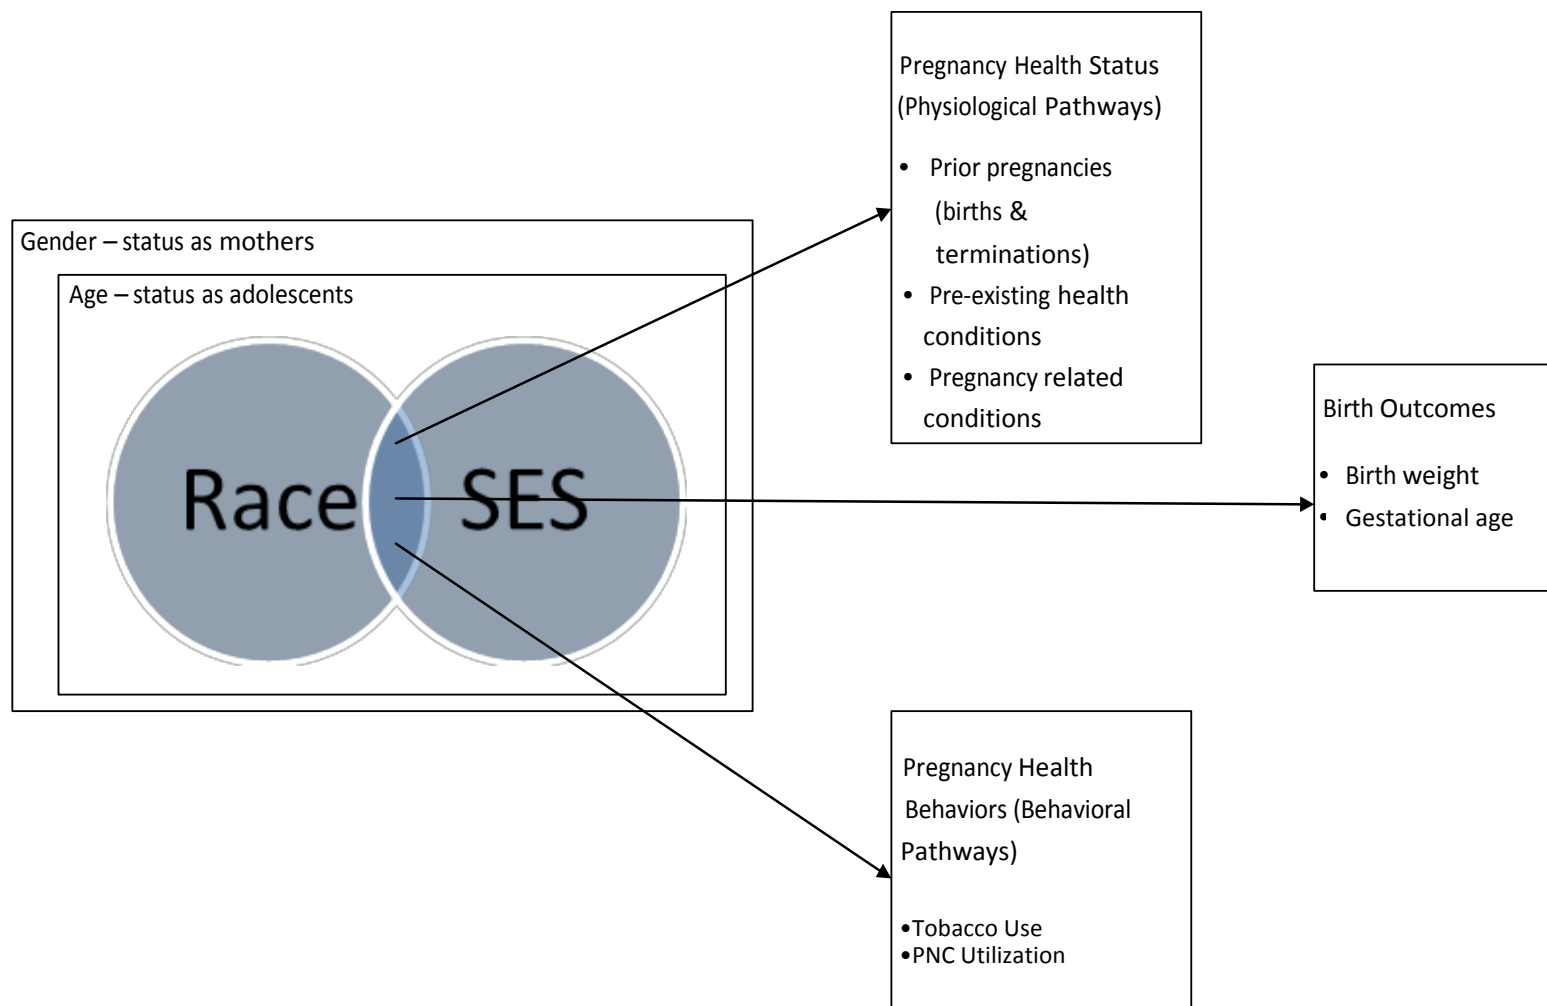 Pregnancy Health Status
(Physiological Pathways)
• Prior pregnancies
(births &
terminations)
• Pre-existing health
conditions
• Pregnancy related
conditions
Gender – status as mothers
Age – status as adolescents
Race
SES
Birth Outcomes
• Birth weight
• Gestational age
Pregnancy Health
Behaviors (Behavioral
Pathways)
•Tobacco Use
•PNC Utilization